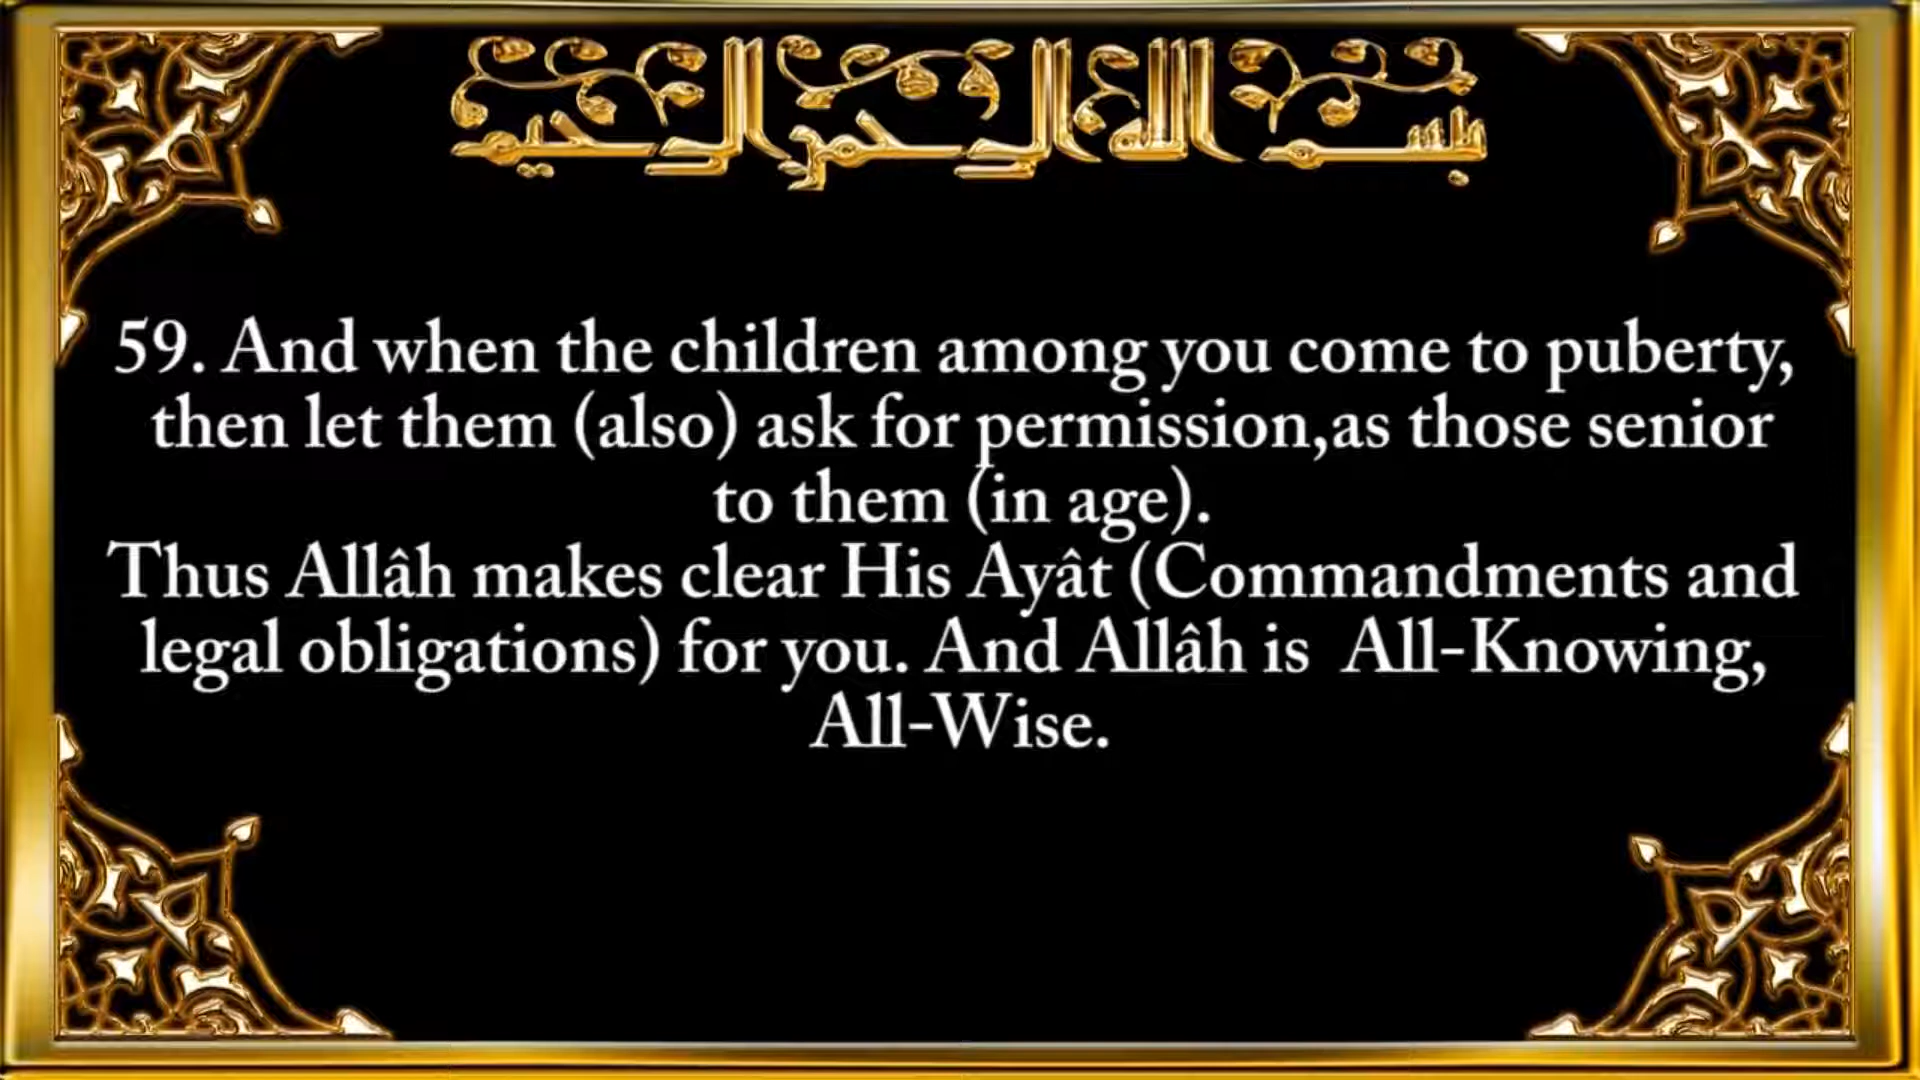 بسم الله الرحمن الرحيم
59. And when the children among you come to puberty,
then let them (also) ask for permission,as those senior
to them (in age).
Thus Allâh makes clear His Ayât (Commandments and
legal obligations) for you. And Allâh is  All-Knowing,
All-Wise.